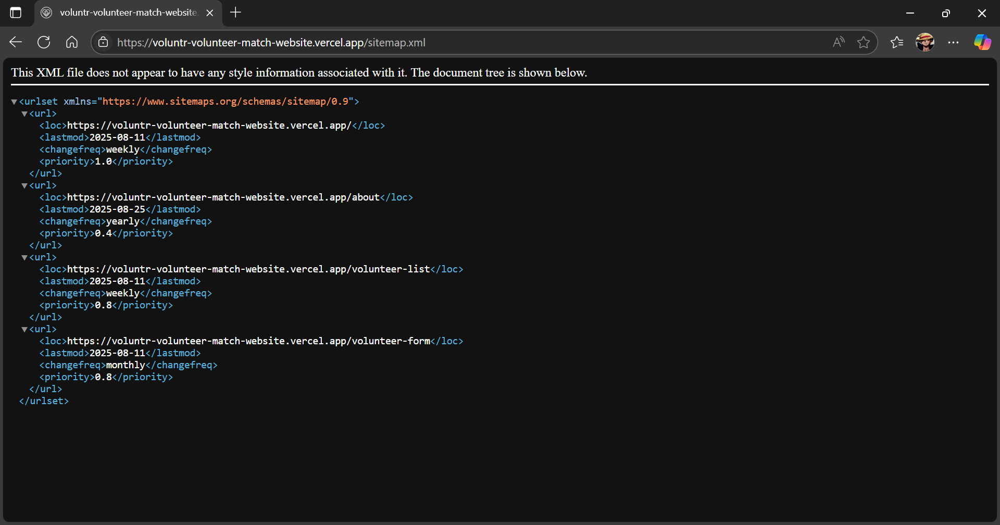 voluntr-volunteer-match-website.
https://voluntr-volunteer-match-website.vercel.app/sitemap.xml
This XML file does not appear to have any style information associated with it. The document tree is shown below.
<urlset xmlns="https://www.sitemaps.org/schemas/sitemap/0.9">
<url>
<loc>https://voluntr-volunteer-match-website.vercel.app/</loc>
<lastmod>2025-08-11</lastmod>
<changefreq>weekly</changefreq>
<priority>1.0</priority>
</url>
<url>
<loc>https://voluntr-volunteer-match-website.vercel.app/about</loc>
<lastmod>2025-08-25</lastmod>
<changefreq>yearly</changefreq>
<priority>0.4</priority>
</url>
<url>
<loc>https://voluntr-volunteer-match-website.vercel.app/volunteer-list</loc>
<lastmod>2025-08-11</lastmod>
<changefreq>weekly</changefreq>
<priority>0.8</priority>
</url>
<url>
<loc>https://voluntr-volunteer-match-website.vercel.app/volunteer-form</loc>
<lastmod>2025-08-11</lastmod>
<changefreq>monthly</changefreq>
<priority>0.8</priority>
</url>
</urlset>